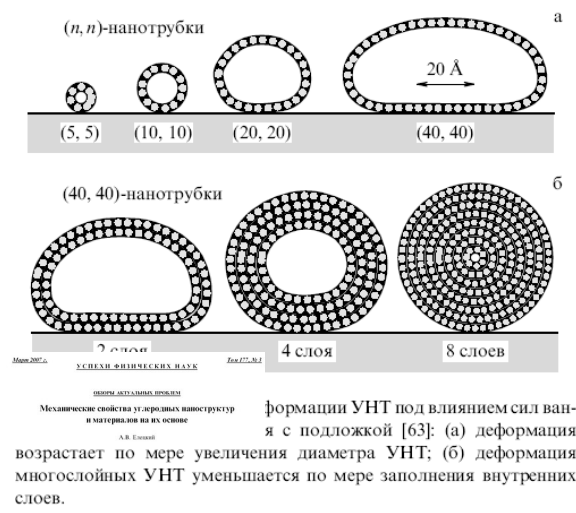 а
(n, n)-нанотрубки
20 Å
(5, 5) (10, 10) (20, 20) (40, 40)
б
(40, 40)-нанотрубки
2 слоя 4 слоя 8 слоев
Март 2007 г. Том 177, № 3
УСПЕХИ ФИЗИЧЕСКИХ НАУК
ОБЗОРЫ АКТУАЛЬНЫХ ПРОБЛЕМ
Механические свойства углеродных наноструктур
и материалов на их основе
А.В. Елецкий
формации УНТ под влиянием сил ван-
я с подложкой [63]: (а) деформация
возрастает по мере увеличения диаметра УНТ; (б) деформация
многослойных УНТ уменьшается по мере заполнения внутренних
слоев.